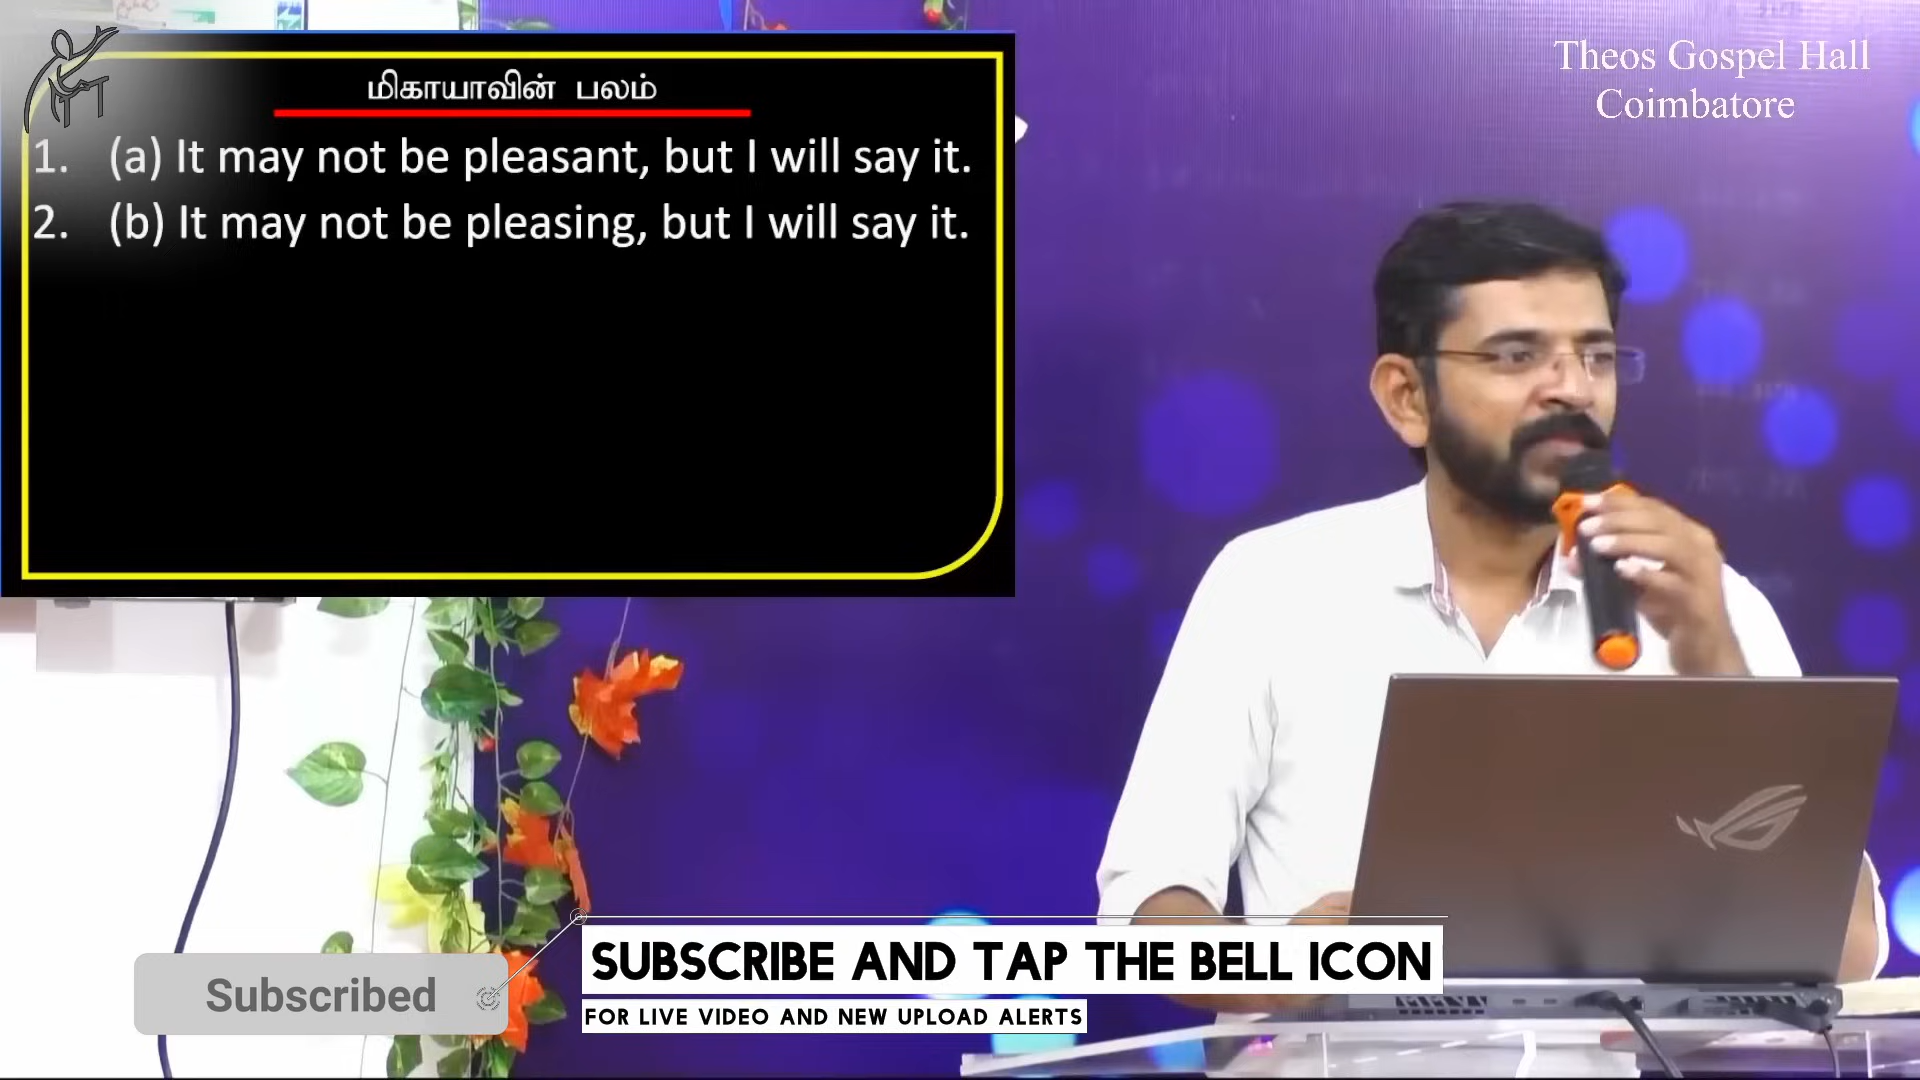 மிகாயாவின் பலம்
1. (a) It may not be pleasant, but I will say it.
2. (b) It may not be pleasing, but I will say it.
Theos Gospel Hall
Coimbatore
SUBSCRIBE AND TAP THE BELL ICON
Subscribed
FOR LIVE VIDEO AND NEW UPLOAD ALERTS